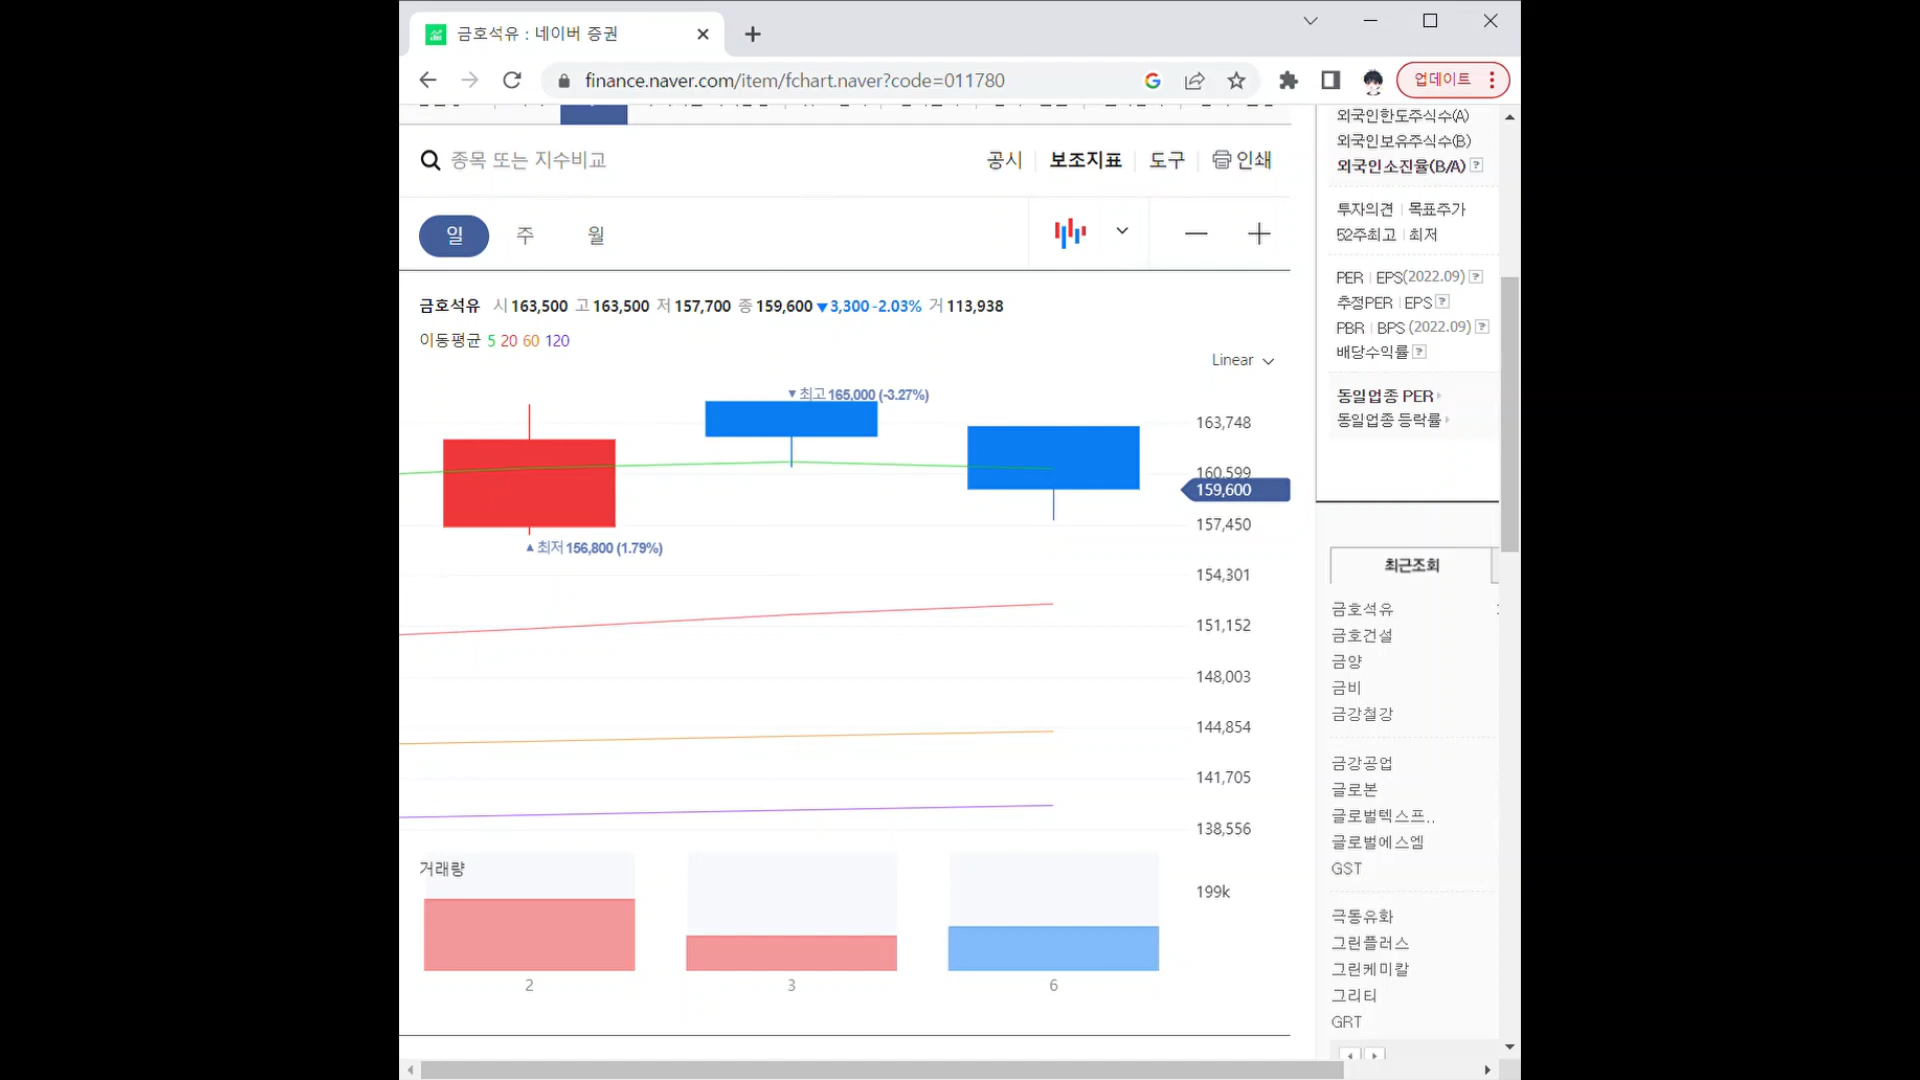 금호석유 : 네이버 증권
finance.naver.com/item/fchart.naver?code=011780
업데이트
종목 또는 지수비교
공시
보조지표
도구
인쇄
일
주
월
금호석유 시 163,500 고 163,500 저 157,700 종 159,600 ▼3,300 -2.03% 거 113,938
이동평균 5 20 60 120
Linear
▼최고 165,000 (-3.27%)
▲최저 156,800 (1.79%)
163,748
160,599
159,600
157,450
154,301
151,152
148,003
144,854
141,705
138,556
거래량
199k
2
3
6
외국인한도주식수(A)
외국인보유주식수(B)
외국인소진율(B/A) ?
투자의견 | 목표주가
52주최고 | 최저
PER | EPS(2022.09) ?
추정PER | EPS ?
PBR | BPS (2022.09) ?
배당수익률 ?
동일업종 PER
동일업종 등락률
최근조회
금호석유
금호건설
금양
금비
금강철강
금강공업
글로본
글로벌텍스프..
글로벌에스엠
GST
극동유화
그린플러스
그린케미칼
그리티
GRT